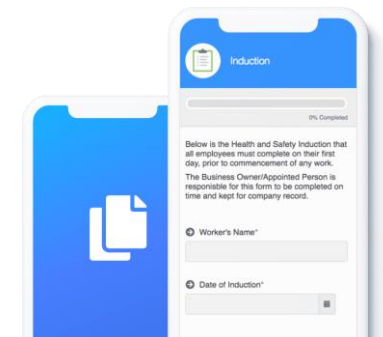 Induction
0% Completed
Below is the Health and Safety Induction that
all employees must complete on their first
day, prior to commencement of any work.
The Business Owner/Appointed Person is
responisble for this form to be completed on
time and kept for company record.
Worker's Name*
Date of Induction*